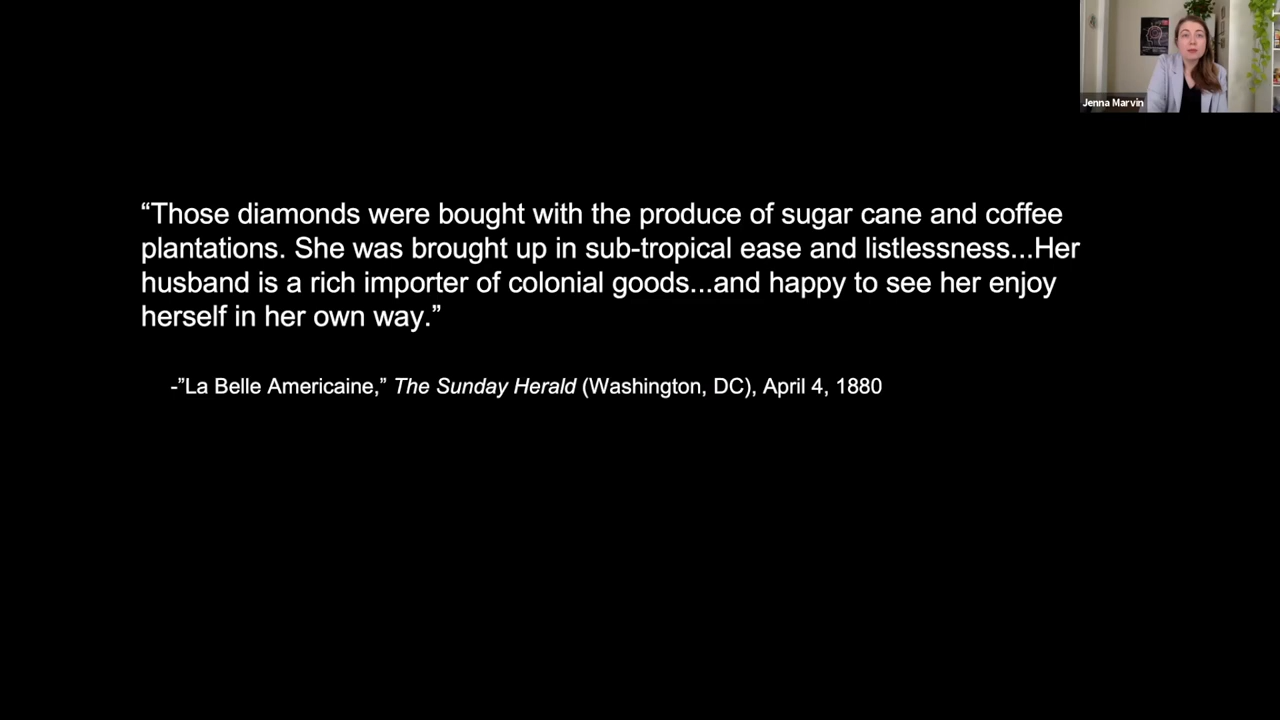 Jenna Marvin
“Those diamonds were bought with the produce of sugar cane and coffee
plantations. She was brought up in sub-tropical ease and listlessness...Her
husband is a rich importer of colonial goods...and happy to see her enjoy
herself in her own way.”
-”La Belle Americaine,” The Sunday Herald (Washington, DC), April 4, 1880